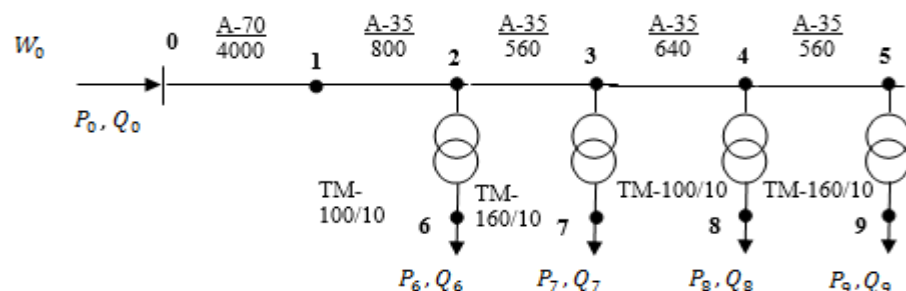 A-70 A-35 A-35 A-35 A-35
4000 800 560 640 560
W₀ 0 1 2 3 4 5
P₀, Q₀
TM- TM- TM-100/10 TM-160/10
100/10 160/10
6 7 8 9
P₆, Q₆ P₇, Q₇ P₈, Q₈ P₉, Q₉